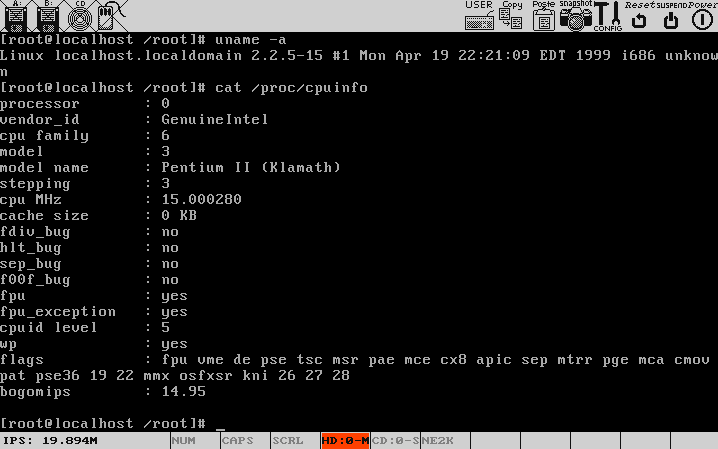 A: B: CD USER Copy Paste snapshot CONFIG Reset SUSPEND Power
[root@localhost /root]# uname -a
Linux localhost.localdomain 2.2.5-15 #1 Mon Apr 19 22:21:09 EDT 1999 i686 unknow
n
[root@localhost /root]# cat /proc/cpuinfo
processor : 0
vendor_id : GenuineIntel
cpu family : 6
model : 3
model name : Pentium II (Klamath)
stepping : 3
cpu MHz : 15.000280
cache size : 0 KB
fdiv_bug : no
hlt_bug : no
sep_bug : no
f00f_bug : no
fpu : yes
fpu_exception : yes
cpuid level : 5
wp : yes
flags : fpu vme de pse tsc msr pae mce cx8 apic sep mtrr pge mca cmov
pat pse36 19 22 mmx osfxsr kni 26 27 28
bogomips : 14.95
[root@localhost /root]# _
IPS: 19.894M NUM CAPS SCRL HD:0-M CD:0-S NE2K